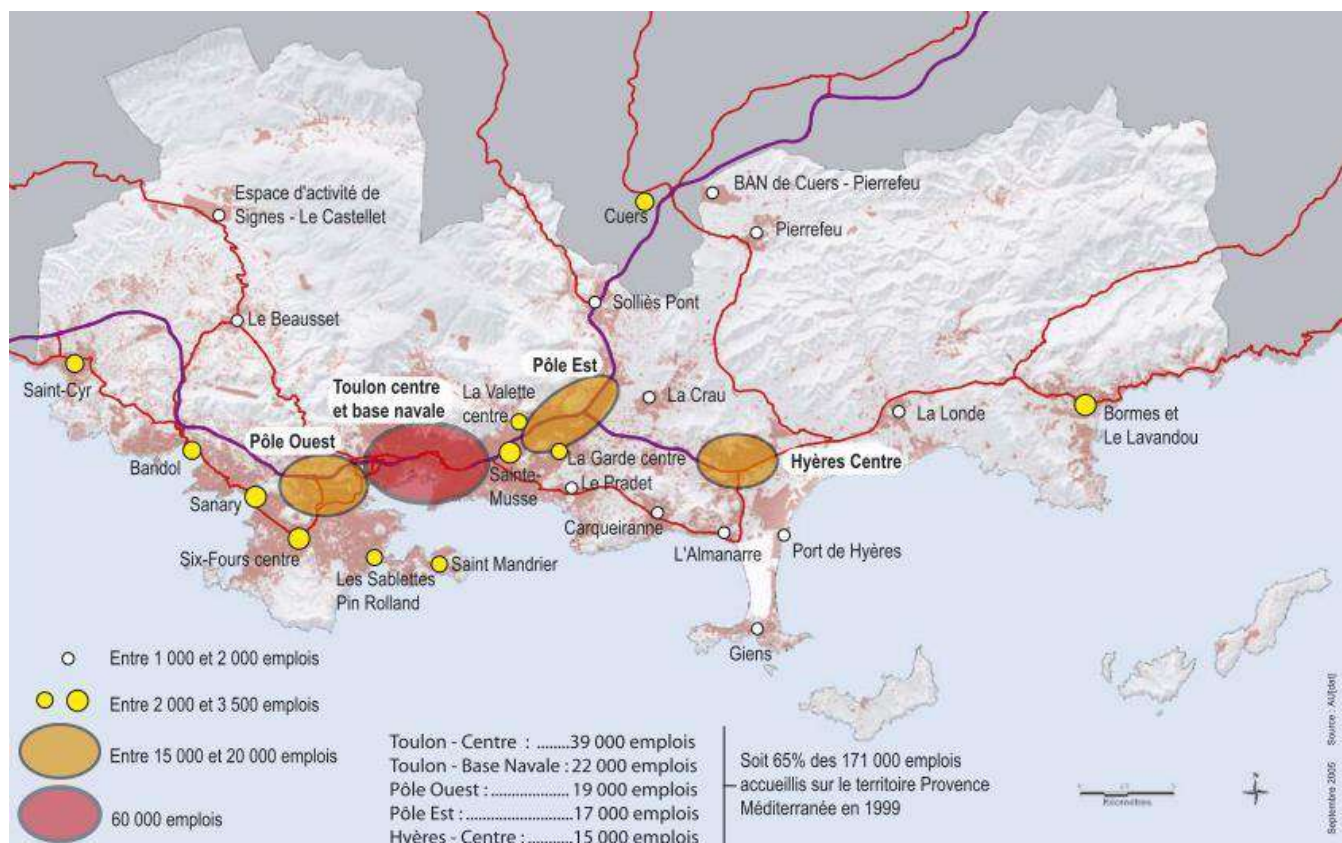 Espace d'activité de
Signes - Le Castellet
Cuers
BAN de Cuers - Pierrefeu
Pierrefeu
Solliès Pont
Le Beausset
Pôle Est
Toulon centre
et base navale
La Valette
centre
La Crau
Saint-Cyr
La Londe
Bormes et
Le Lavandou
Pôle Ouest
Bandol
Sainte-
Musse
La Garde centre
Hyères Centre
Le Pradet
Sanary
Carqueiranne
L'Almanarre
Port de Hyères
Six-Fours centre
Les Sablettes
Pin Rolland
Saint Mandrier
Giens
Entre 1 000 et 2 000 emplois
Entre 2 000 et 3 500 emplois
Entre 15 000 et 20 000 emplois
60 000 emplois
Toulon - Centre : ........39 000 emplois
Toulon - Base Navale : 22 000 emplois
Pôle Ouest : ................... 19 000 emplois
Pôle Est : ........................ 17 000 emplois
Hyères - Centre : ...........15 000 emplois
Soit 65% des 171 000 emplois
accueillis sur le territoire Provence
Méditerranée en 1999
Kilomètres
Septembre 2005 Source : AU[dat]